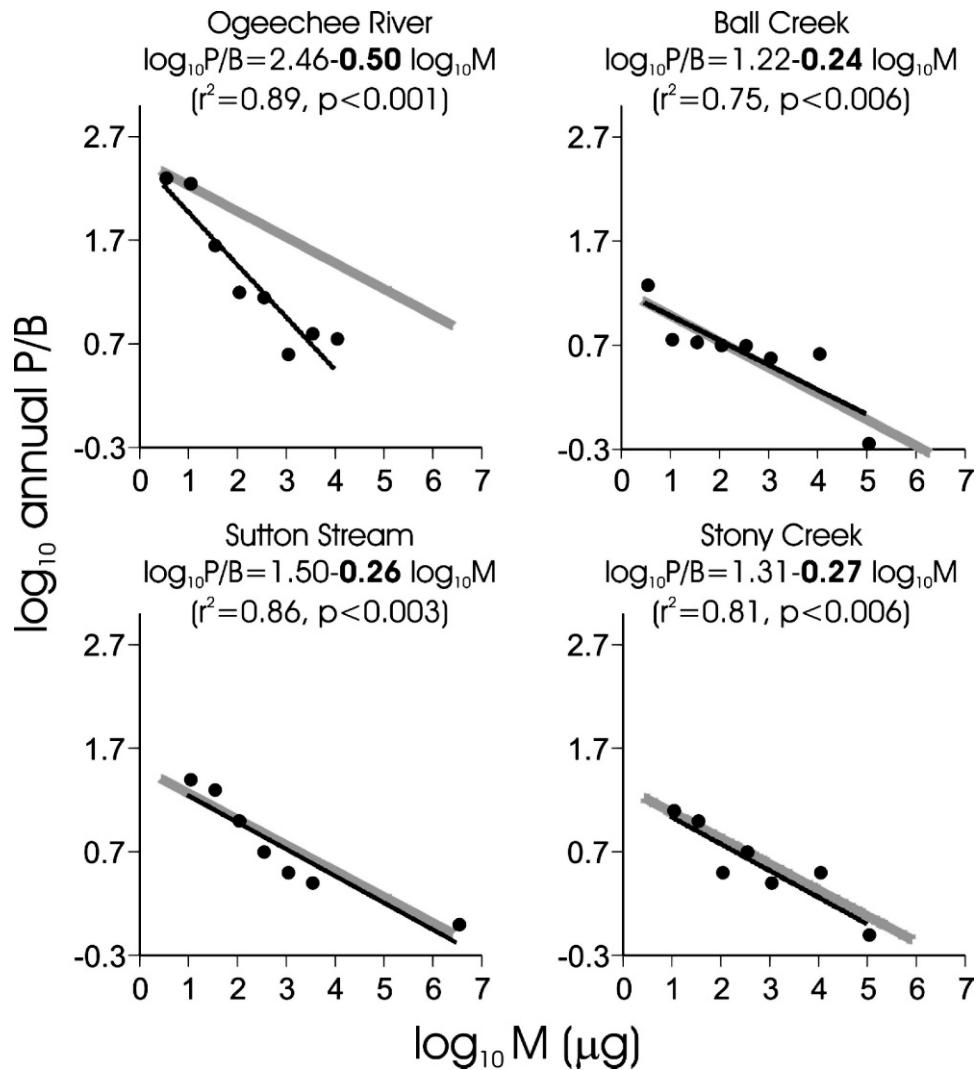 Ogeechee River
log₁₀P/B=2.46-0.50 log₁₀M
(r²=0.89, p<0.001)
2.7
1.7
0.7
-0.3
0 1 2 3 4 5 6 7
Ball Creek
log₁₀P/B=1.22-0.24 log₁₀M
(r²=0.75, p<0.006)
2.7
1.7
0.7
-0.3
0 1 2 3 4 5 6 7
log₁₀ annual P/B
Sutton Stream
log₁₀P/B=1.50-0.26 log₁₀M
(r²=0.86, p<0.003)
2.7
1.7
0.7
-0.3
0 1 2 3 4 5 6 7
Stony Creek
log₁₀P/B=1.31-0.27 log₁₀M
(r²=0.81, p<0.006)
2.7
1.7
0.7
-0.3
0 1 2 3 4 5 6 7
log₁₀ M (µg)